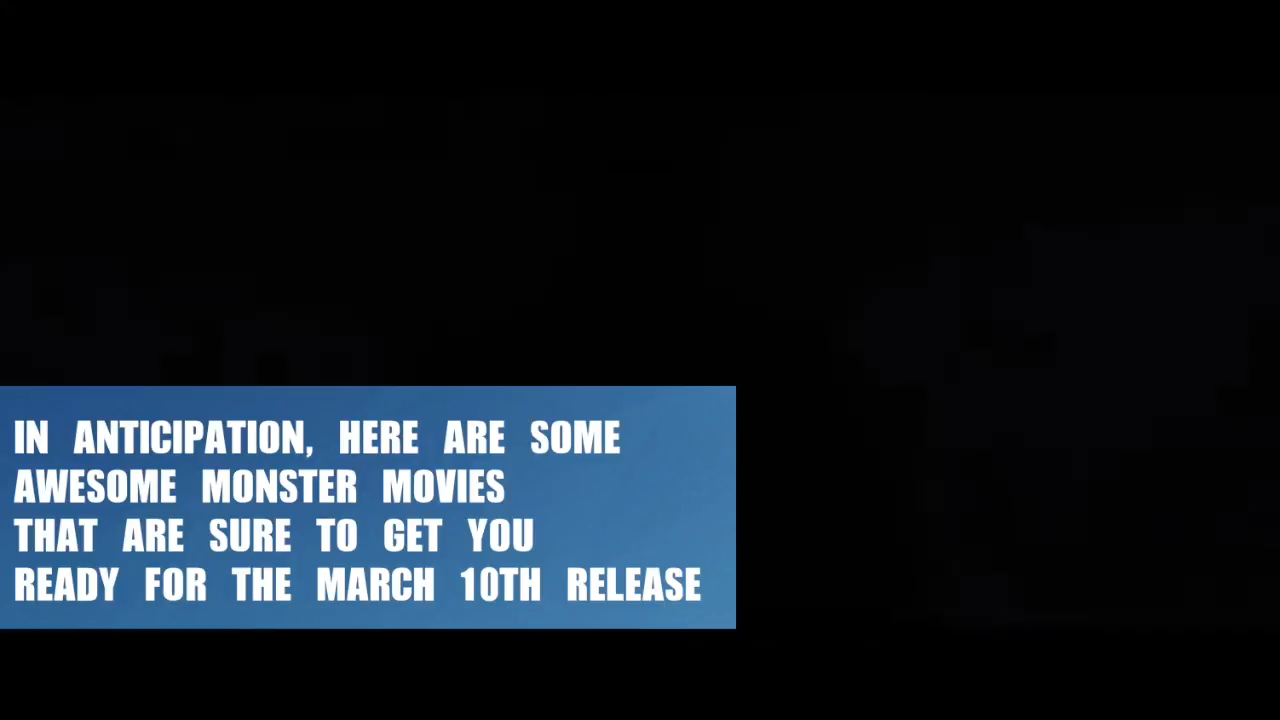 IN ANTICIPATION, HERE ARE SOME
AWESOME MONSTER MOVIES
THAT ARE SURE TO GET YOU
READY FOR THE MARCH 10TH RELEASE